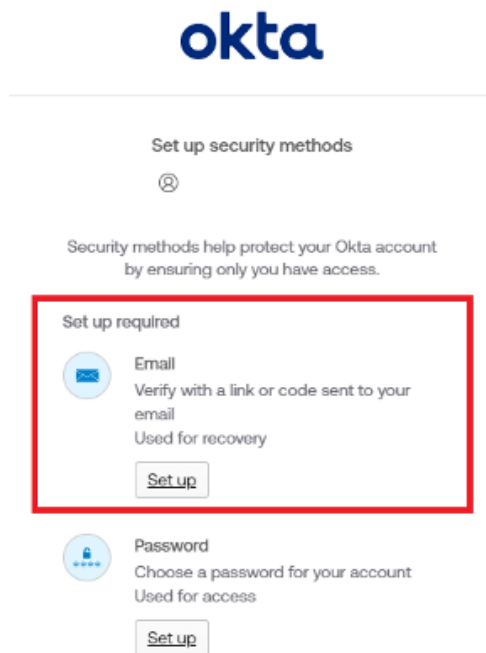 okta
Set up security methods
Security methods help protect your Okta account
by ensuring only you have access.
Set up required
Email
Verify with a link or code sent to your
email
Used for recovery
Set up
Password
Choose a password for your account
Used for access
Set up